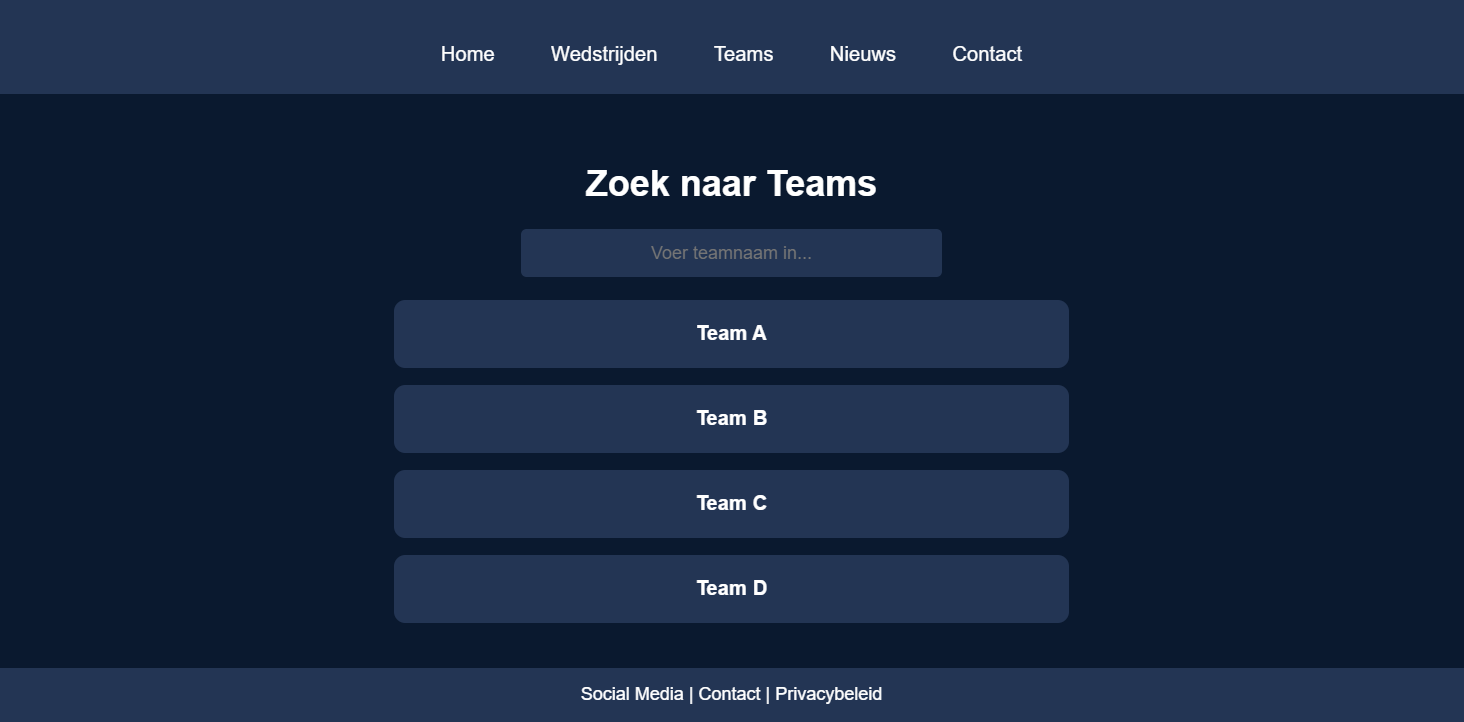 Home Wedstrijden Teams Nieuws Contact
Zoek naar Teams
Voer teamnaam in...
Team A
Team B
Team C
Team D
Social Media | Contact | Privacybeleid